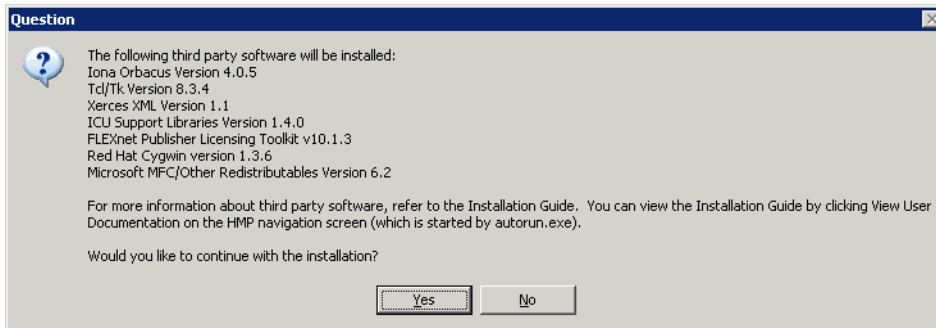 Question
The following third party software will be installed:
Iona Orbacus Version 4.0.5
Tcl/Tk Version 8.3.4
Xerces XML Version 1.1
ICU Support Libraries Version 1.4.0
FLEXnet Publisher Licensing Toolkit v10.1.3
Red Hat Cygwin version 1.3.6
Microsoft MFC/Other Redistributables Version 6.2
For more information about third party software, refer to the Installation Guide.  You can view the Installation Guide by clicking View User
Documentation on the HMP navigation screen (which is started by autorun.exe).
Would you like to continue with the installation?
Yes No